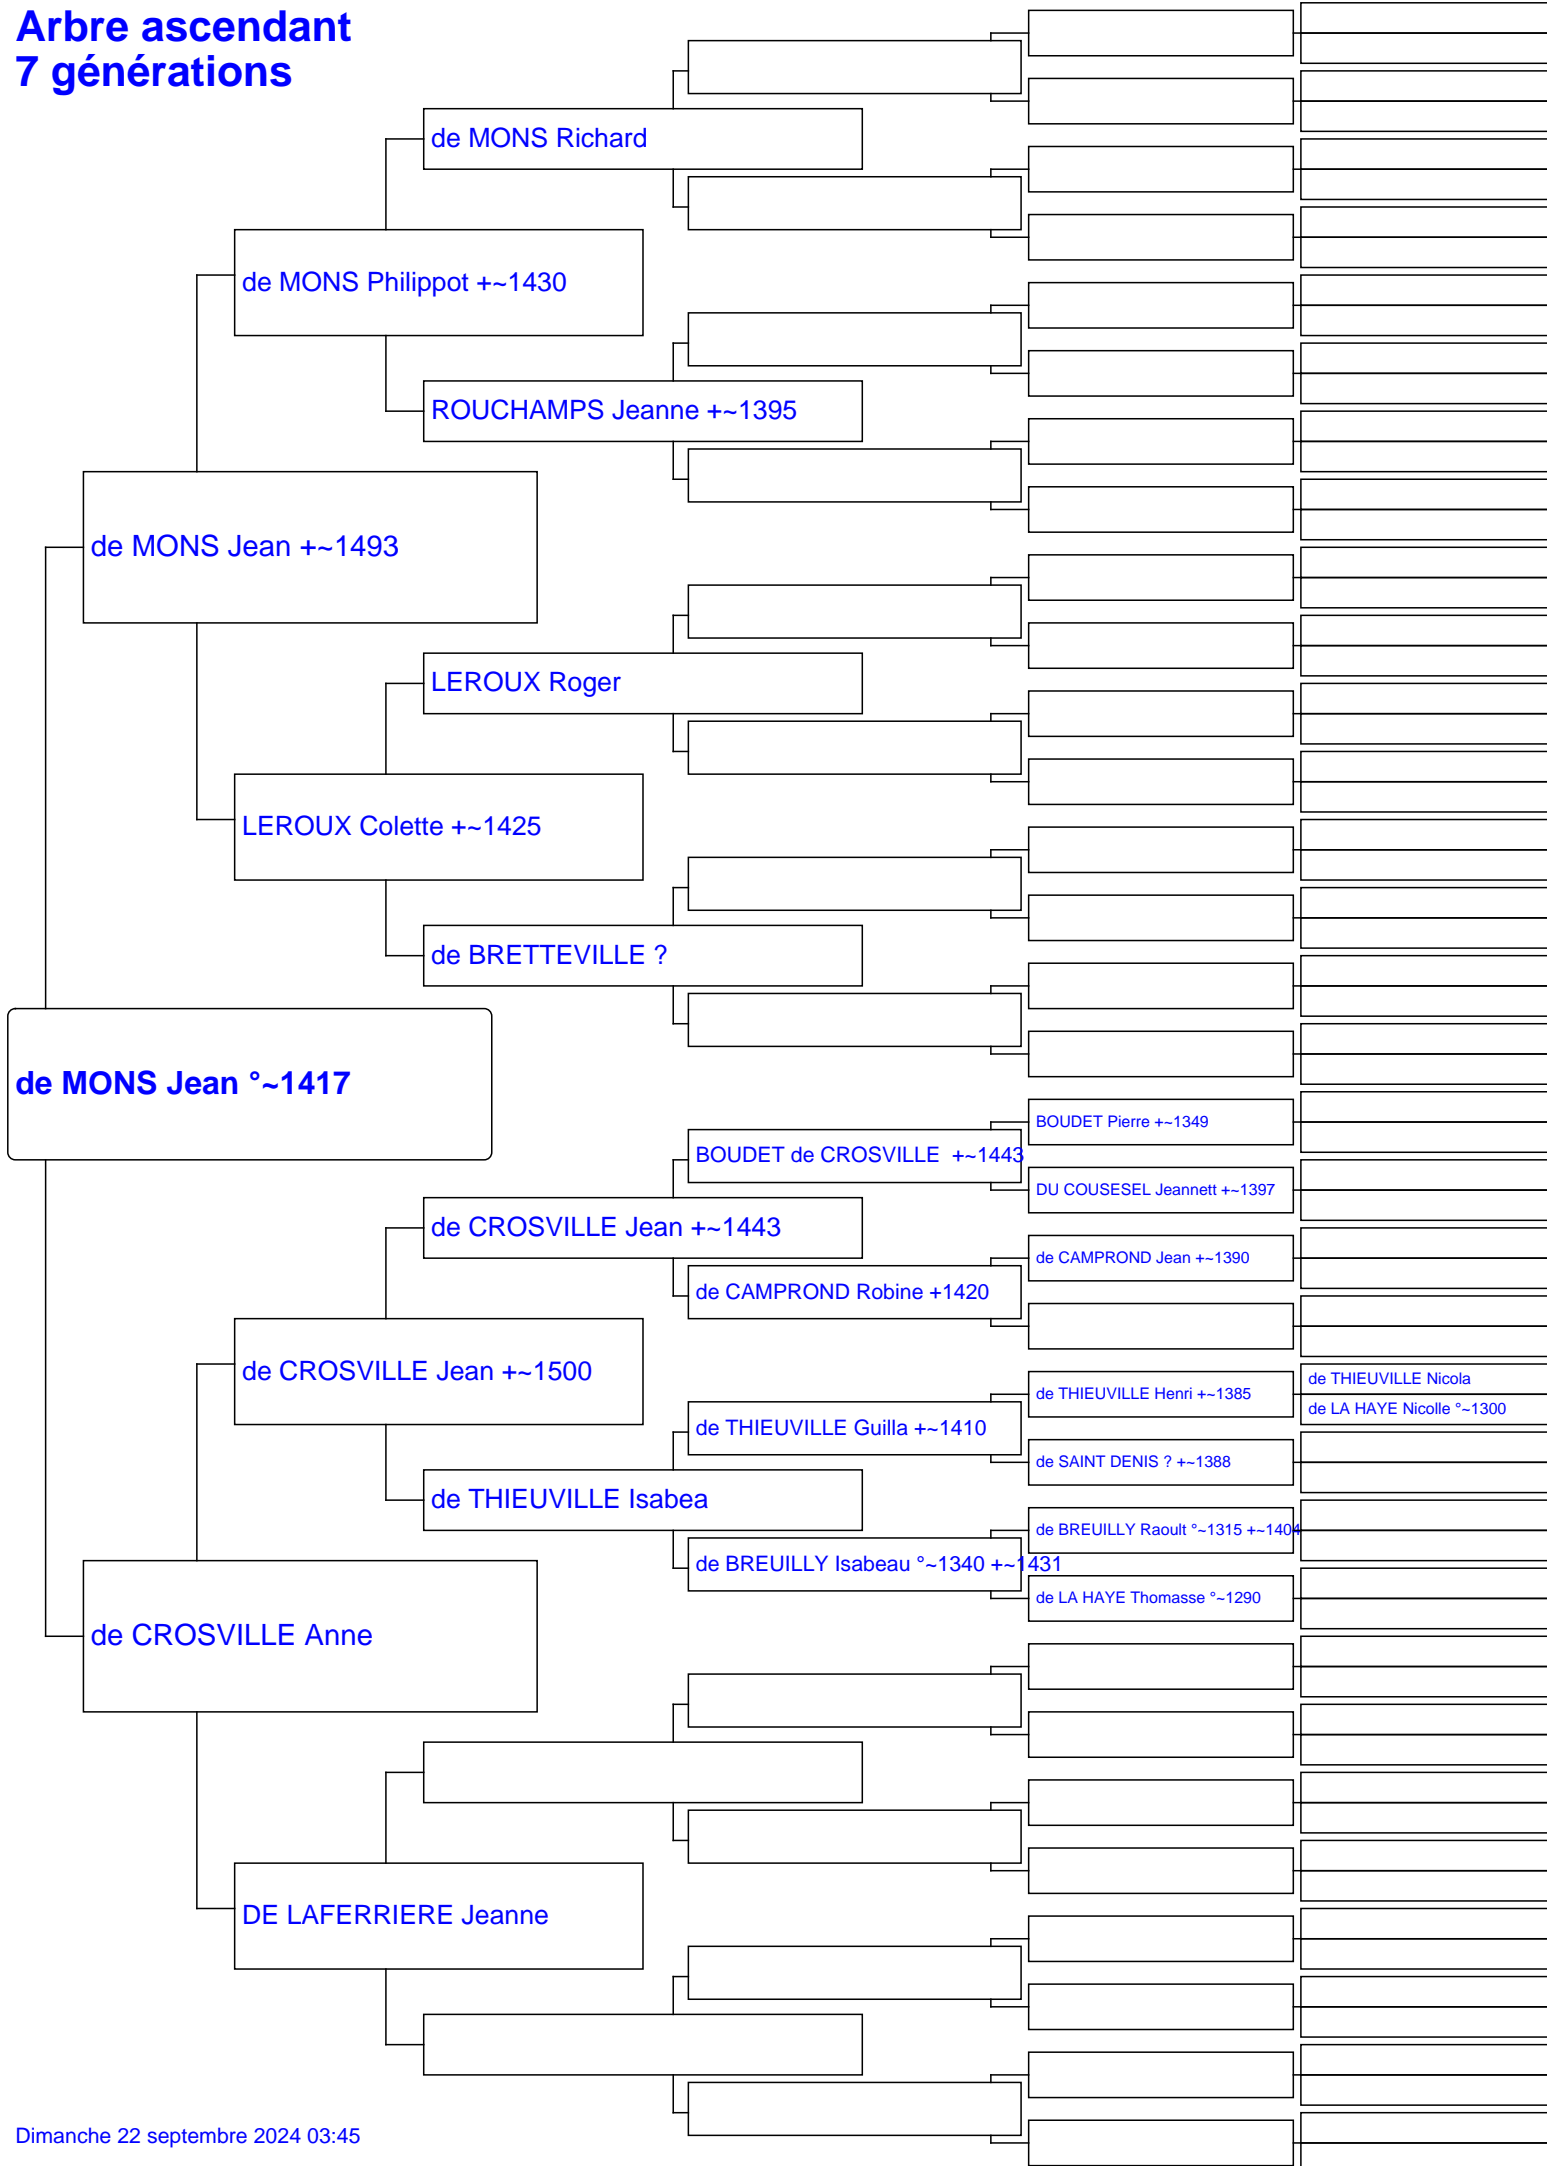 Arbre ascendant
7 générations
de MONS Richard
de MONS Philippot +~1430
ROUCHAMPS Jeanne +~1395
de MONS Jean +~1493
LEROUX Roger
LEROUX Colette +~1425
de BRETTEVILLE ?
de MONS Jean °~1417
BOUDET Pierre +~1349
BOUDET de CROSVILLE  +~1443
DU COUSESEL Jeannett +~1397
de CROSVILLE Jean +~1443
de CAMPROND Jean +~1390
de CAMPROND Robine +1420
de CROSVILLE Jean +~1500
de THIEUVILLE Nicola
de THIEUVILLE Henri +~1385
de LA HAYE Nicolle °~1300
de THIEUVILLE Guilla +~1410
de SAINT DENIS ? +~1388
de THIEUVILLE Isabea
de BREUILLY Raoult °~1315 +~1404
de BREUILLY Isabeau °~1340 +~1431
de LA HAYE Thomasse °~1290
de CROSVILLE Anne
DE LAFERRIERE Jeanne
Dimanche 22 septembre 2024 03:45